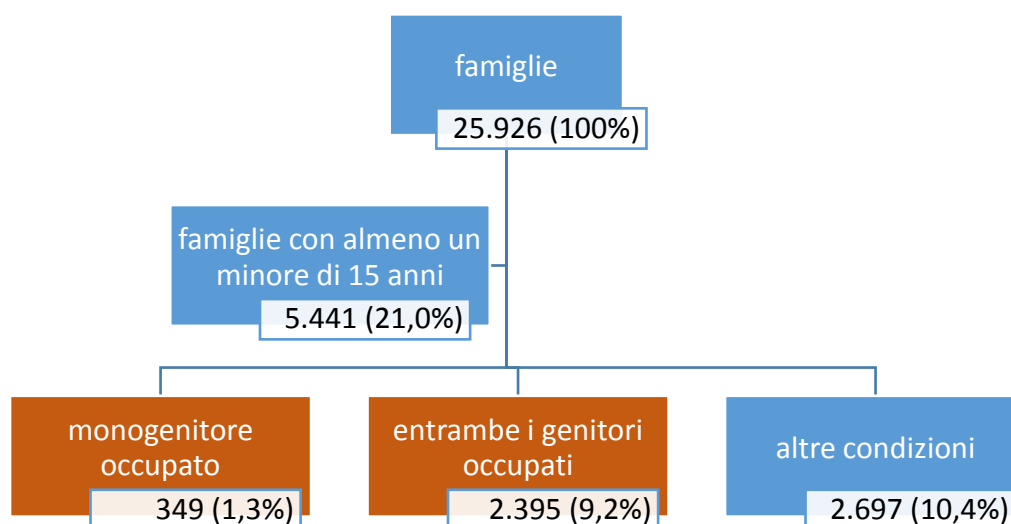 famiglie
25.926 (100%)
famiglie con almeno un
minore di 15 anni
5.441 (21,0%)
monogenitore
occupato
349 (1,3%)
entrambe i genitori
occupati
2.395 (9,2%)
altre condizioni
2.697 (10,4%)